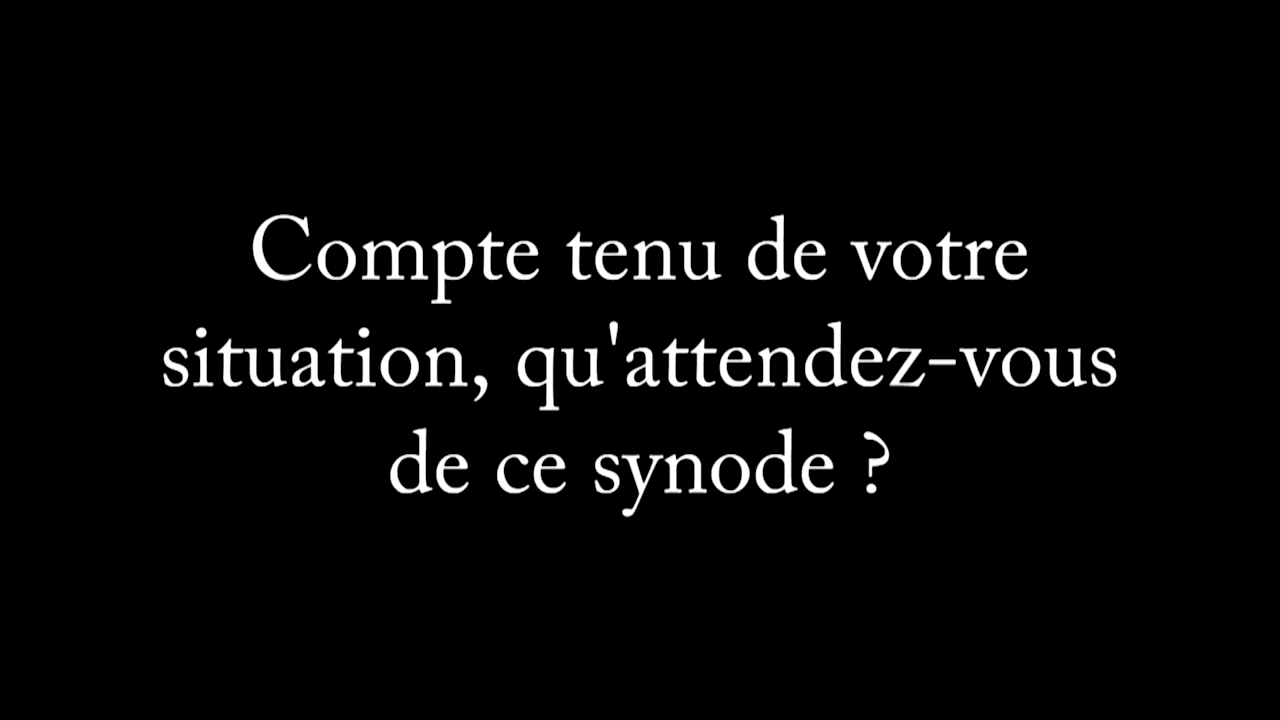 Compte tenu de votre
situation, qu'attendez-vous
de ce synode ?